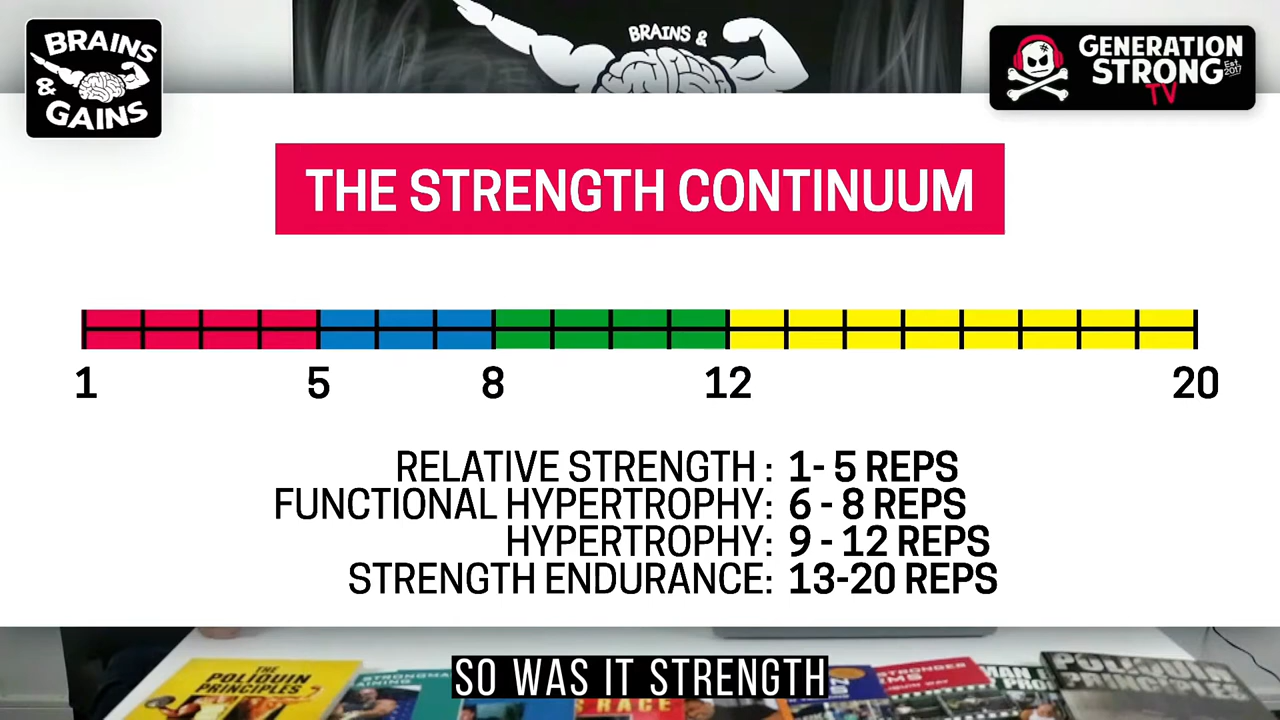 BRAINS
&
GAINS
BRAINS &
GENERATION
STRONG Est. 2017
TV
THE STRENGTH CONTINUUM
1 5 8 12 20
RELATIVE STRENGTH : 1- 5 REPS
FUNCTIONAL HYPERTROPHY: 6 - 8 REPS
HYPERTROPHY: 9 - 12 REPS
STRENGTH ENDURANCE: 13-20 REPS
SO WAS IT STRENGTH
THE
POLIQUIN
PRINCIPLES
RACE
POLIQUIN
PRINCIPLES